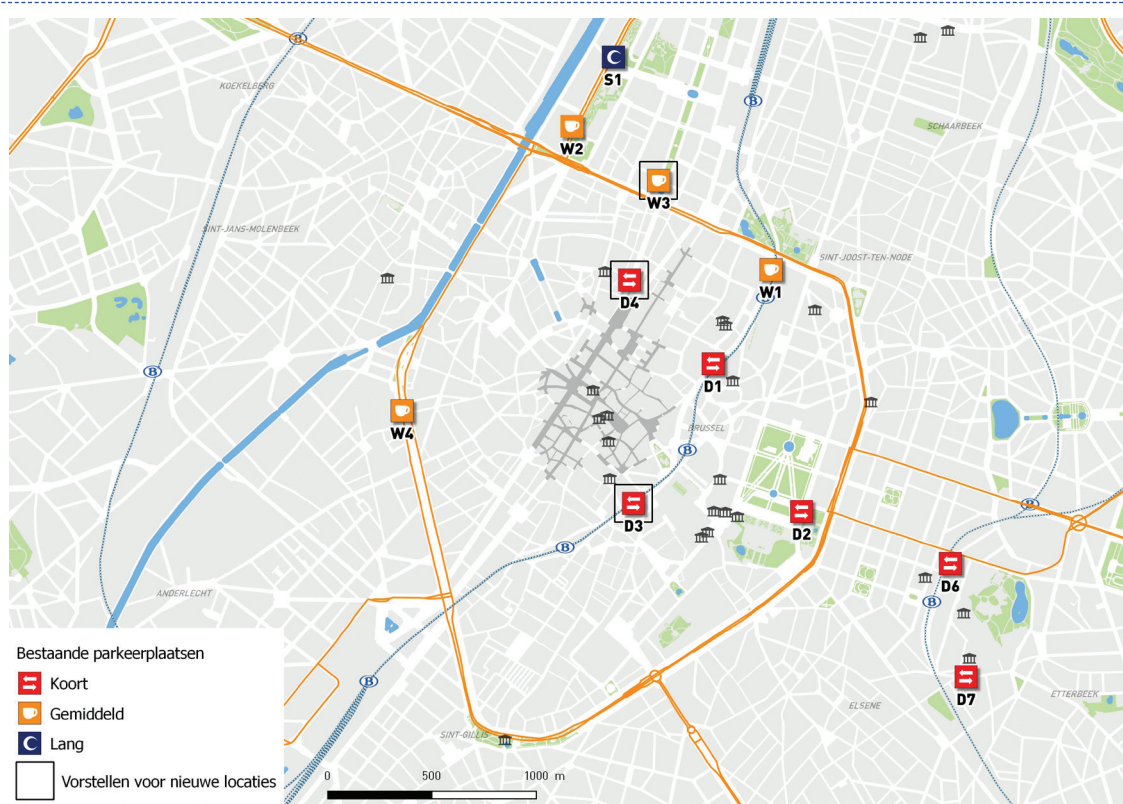 B
KOEKELBERG
S1
B
W2
SCHAARBEEK
W3
SINT-JANS-MOLENBEEK
SINT-JOOST-TEN-NODE
D4
W1
B
B
D1
W4
BRUSSEL
B
D3
D2
B
B
D6
ANDERLECHT
B
B
D7
ETTERBEEK
ELSENE
SINT-GILLIS
Bestaande parkeerplaatsen
Koort
Gemiddeld
Lang
Vorstellen voor nieuwe locaties
0 500 1000 m